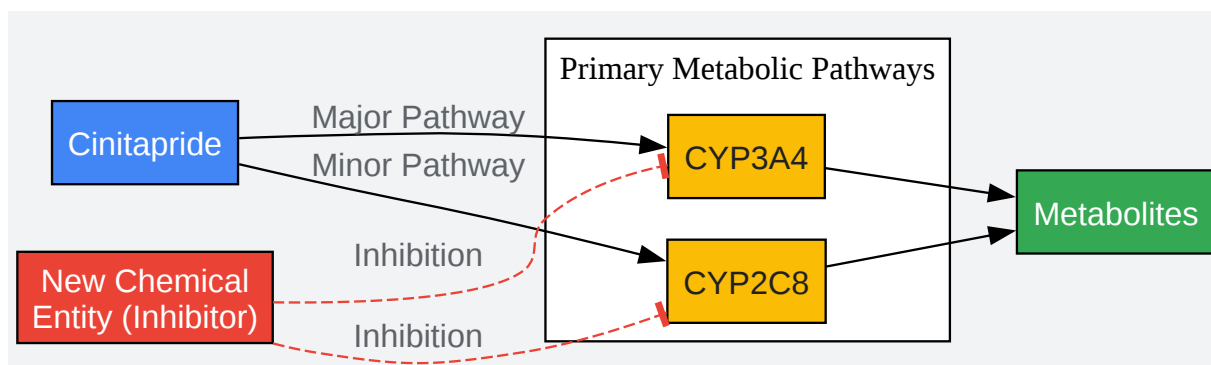 Primary Metabolic Pathways
Major Pathway
Cinitapride
Minor Pathway
CYP3A4
Metabolites
Inhibition
CYP2C8
New Chemical
Entity (Inhibitor)
Inhibition